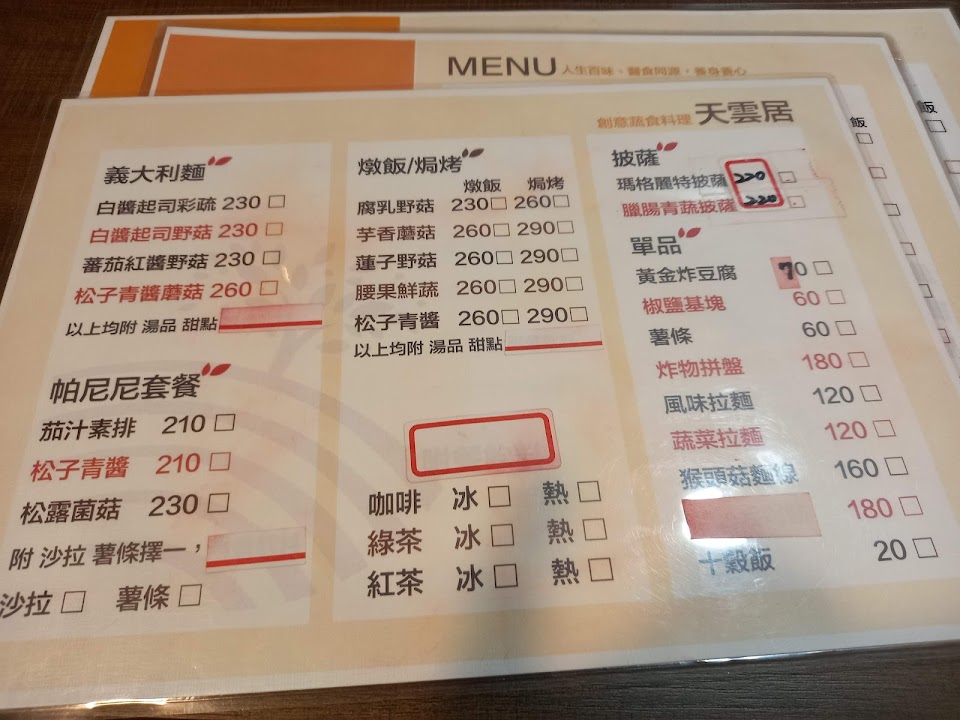 MENU 人生百味、醫食同源,養身養心
飯
飯
創意蔬食料理 天雲居
義大利麵
白醬起司彩疏 230 □
白醬起司野菇 230 □
蕃茄紅醬野菇 230 □
松子青醬蘑菇 260 □
以上均附 湯品 甜點
帕尼尼套餐
茄汁素排 210 □
松子青醬 210 □
松露菌菇 230 □
附 沙拉 薯條擇一,
沙拉 □ 薯條 □
燉飯/焗烤
燉飯 焗烤
腐乳野菇 230□ 260□
芋香蘑菇 260□ 290□
蓮子野菇 260□ 290□
腰果鮮蔬 260□ 290□
松子青醬 260□ 290□
以上均附 湯品 甜點
咖啡 冰 □ 熱 □
綠茶 冰 □ 熱 □
紅茶 冰 □ 熱 □
披薩
瑪格麗特披薩 220 □
臘腸青蔬披薩 220 □
單品
黃金炸豆腐 70 □
椒鹽基塊 60 □
薯條 60 □
炸物拼盤 180 □
風味拉麵 120 □
蔬菜拉麵 120 □
猴頭菇麵線 160 □
180 □
十穀飯 20 □